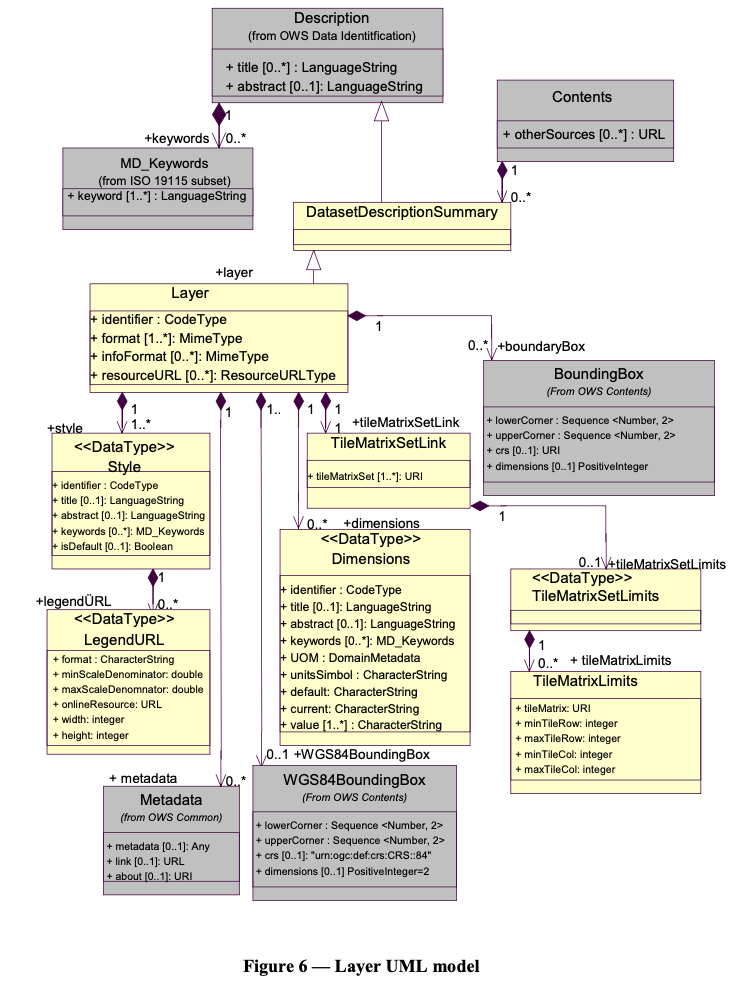 Description
(from OWS Data Identitfication)
+ title [0..*] : LanguageString
+ abstract [0..1]: LanguageString
1
+keywords 0..*
MD_Keywords
(from ISO 19115 subset)
+ keyword [1..*] : LanguageString
Contents
+ otherSources [0..*] : URL
1
0..*
DatasetDescriptionSummary
+layer
Layer
+ identifier : CodeType
+ format [1..*]: MimeType
+ infoFormat [0..*]: MimeType
+ resourceURL [0..*]: ResourceURLType
1
0..* +boundaryBox
BoundingBox
(From OWS Contents)
+ lowerCorner : Sequence <Number, 2>
+ upperCorner : Sequence <Number, 2>
+ crs [0..1]: URI
+ dimensions [0..1] PositiveInteger
1
1..*
+style
<<DataType>>
Style
+ identifier : CodeType
+ title [0..1]: LanguageString
+ abstract [0..1]: LanguageString
+ keywords [0..*]: MD_Keywords
+ isDefault [0..1]: Boolean
1
+legendÜRL 0..*
<<DataType>>
LegendURL
+ format : CharacterString
+ minScaleDenominator: double
+ maxScaleDenomnator: double
+ onlineResource: URL
+ width: integer
+ height: integer
1
1..
1
1
1
+tileMatrixSetLink
TileMatrixSetLink
+ tileMatrixSet [1..*]: URI
1
0..* +dimensions
<<DataType>>
Dimensions
+ identifier : CodeType
+ title [0..1]: LanguageString
+ abstract [0..1]: LanguageString
+ keywords [0..*]: MD_Keywords
+ UOM : DomainMetadata
+ unitsSimbol : CharacterString
+ default: CharacterString
+ current: CharacterString
+ value [1..*] : CharacterString
0..1 +tileMatrixSetLimits
<<DataType>>
TileMatrixSetLimits
1
0..* + tileMatrixLimits
TileMatrixLimits
+ tileMatrix: URI
+ minTileRow: integer
+ maxTileRow: integer
+ minTileCol: integer
+ maxTileCol: integer
+ metadata 0..*
Metadata
(from OWS Common)
+ metadata [0..1]: Any
+ link [0..1]: URL
+ about [0..1]: URI
0..1 +WGS84BoundingBox
WGS84BoundingBox
(From OWS Contents)
+ lowerCorner : Sequence <Number, 2>
+ upperCorner : Sequence <Number, 2>
+ crs [0..1]: "urn:ogc:def:crs:CRS::84"
+ dimensions [0..1] PositiveInteger=2
Figure 6 — Layer UML model